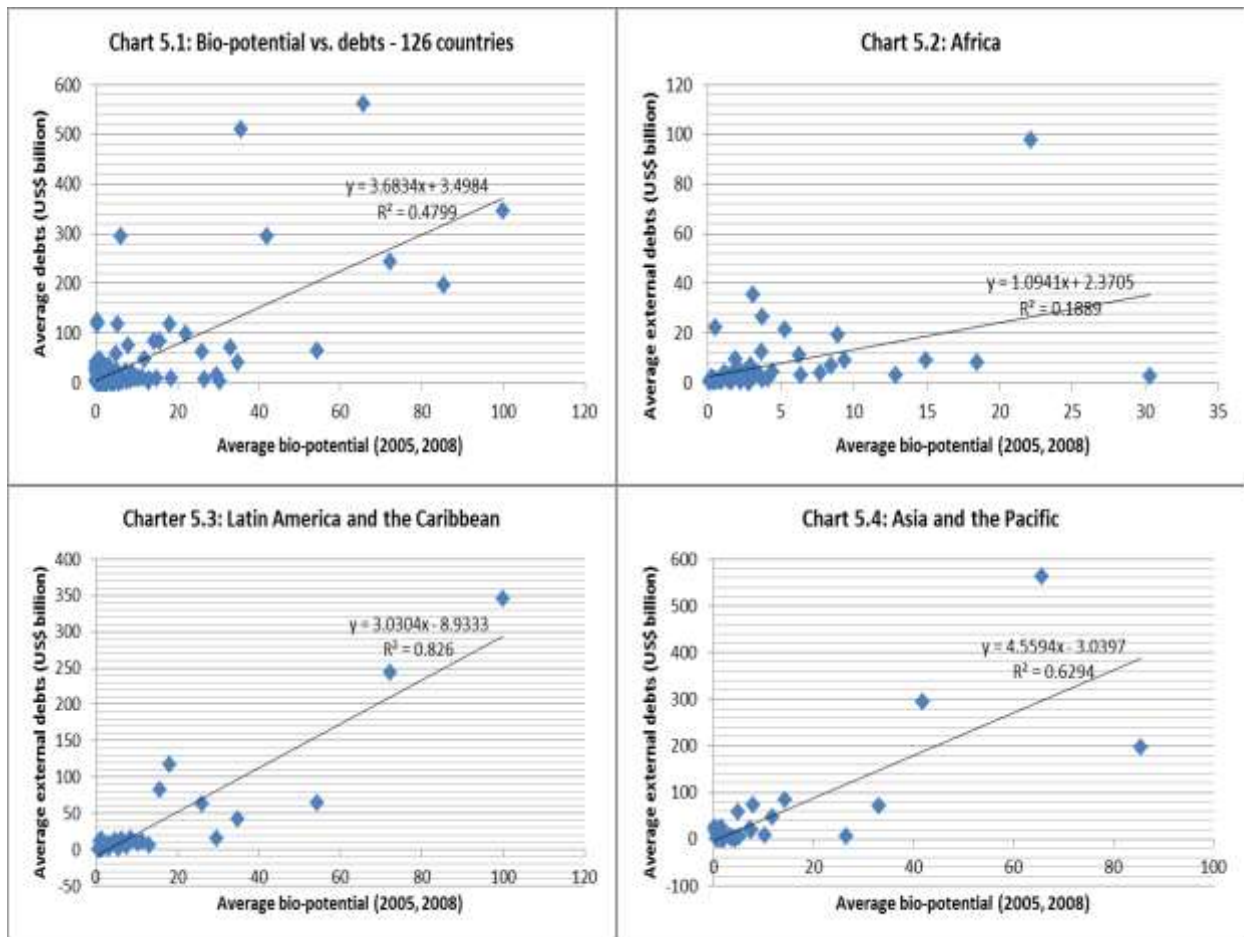 Chart 5.1: Bio-potential vs. debts - 126 countries
Average debts (US$ billion)
600
500
400
300
200
100
0
y = 3.6834x + 3.4984
R² = 0.4799
0 20 40 60 80 100 120
Average bio-potential (2005, 2008)
Chart 5.2: Africa
Average external debts (US$ billion)
120
100
80
60
40
20
0
y = 1.0941x + 2.3705
R² = 0.1889
0 5 10 15 20 25 30 35
Average bio-potential (2005, 2008)
Charter 5.3: Latin America and the Caribbean
Average external debts (US$ billion)
400
350
300
250
200
150
100
50
0
-50
y = 3.0304x - 8.9333
R² = 0.826
0 20 40 60 80 100 120
Average bio-potential (2005, 2008)
Chart 5.4: Asia and the Pacific
Average external debts (US$ billion)
600
500
400
300
200
100
0
-100
y = 4.5594x - 3.0397
R² = 0.6294
0 20 40 60 80 100
Average bio-potential (2005, 2008)